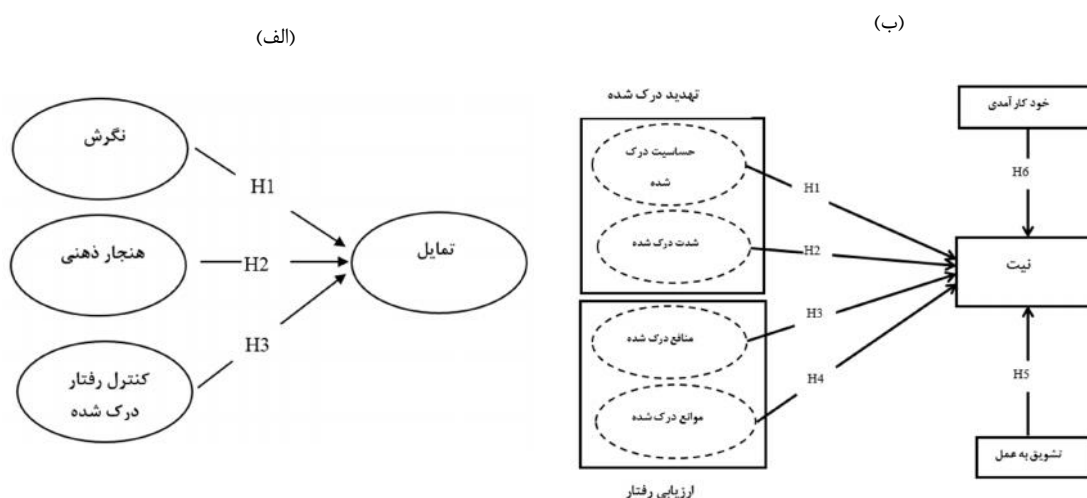 (الف)
نگرش
هنجار ذهنی
کنترل رفتار
درک شده
تمایل
H1
H2
H3
(ب)
تهدید درک شده
حساسیت درک
شده
شدت درک شده
منافع درک شده
موانع درک شده
ارزیابی رفتار
H1
H2
H3
H4
خود کارآمدی
H6
نیت
H5
تشویق به عمل